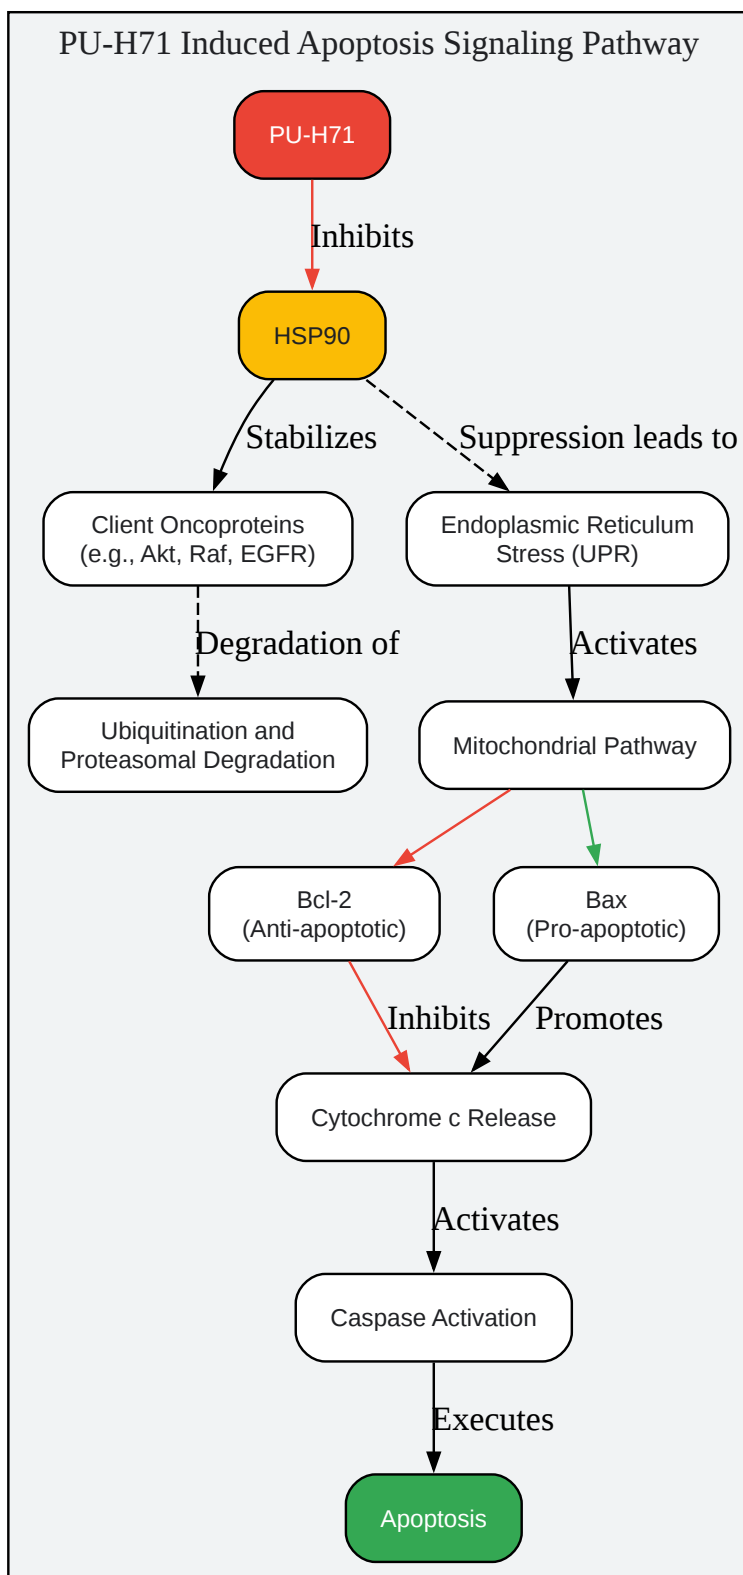 PU-H71 Induced Apoptosis Signaling Pathway
PU-H71
Inhibits
HSP90
Stabilizes
Suppression leads to
Client Oncoproteins
(e.g., Akt, Raf, EGFR)
Endoplasmic Reticulum
Stress (UPR)
Degradation of
Activates
Ubiquitination and
Proteasomal Degradation
Mitochondrial Pathway
Bcl-2
(Anti-apoptotic)
Bax
(Pro-apoptotic)
Inhibits
Promotes
Cytochrome c Release
Activates
Caspase Activation
Executes
Apoptosis